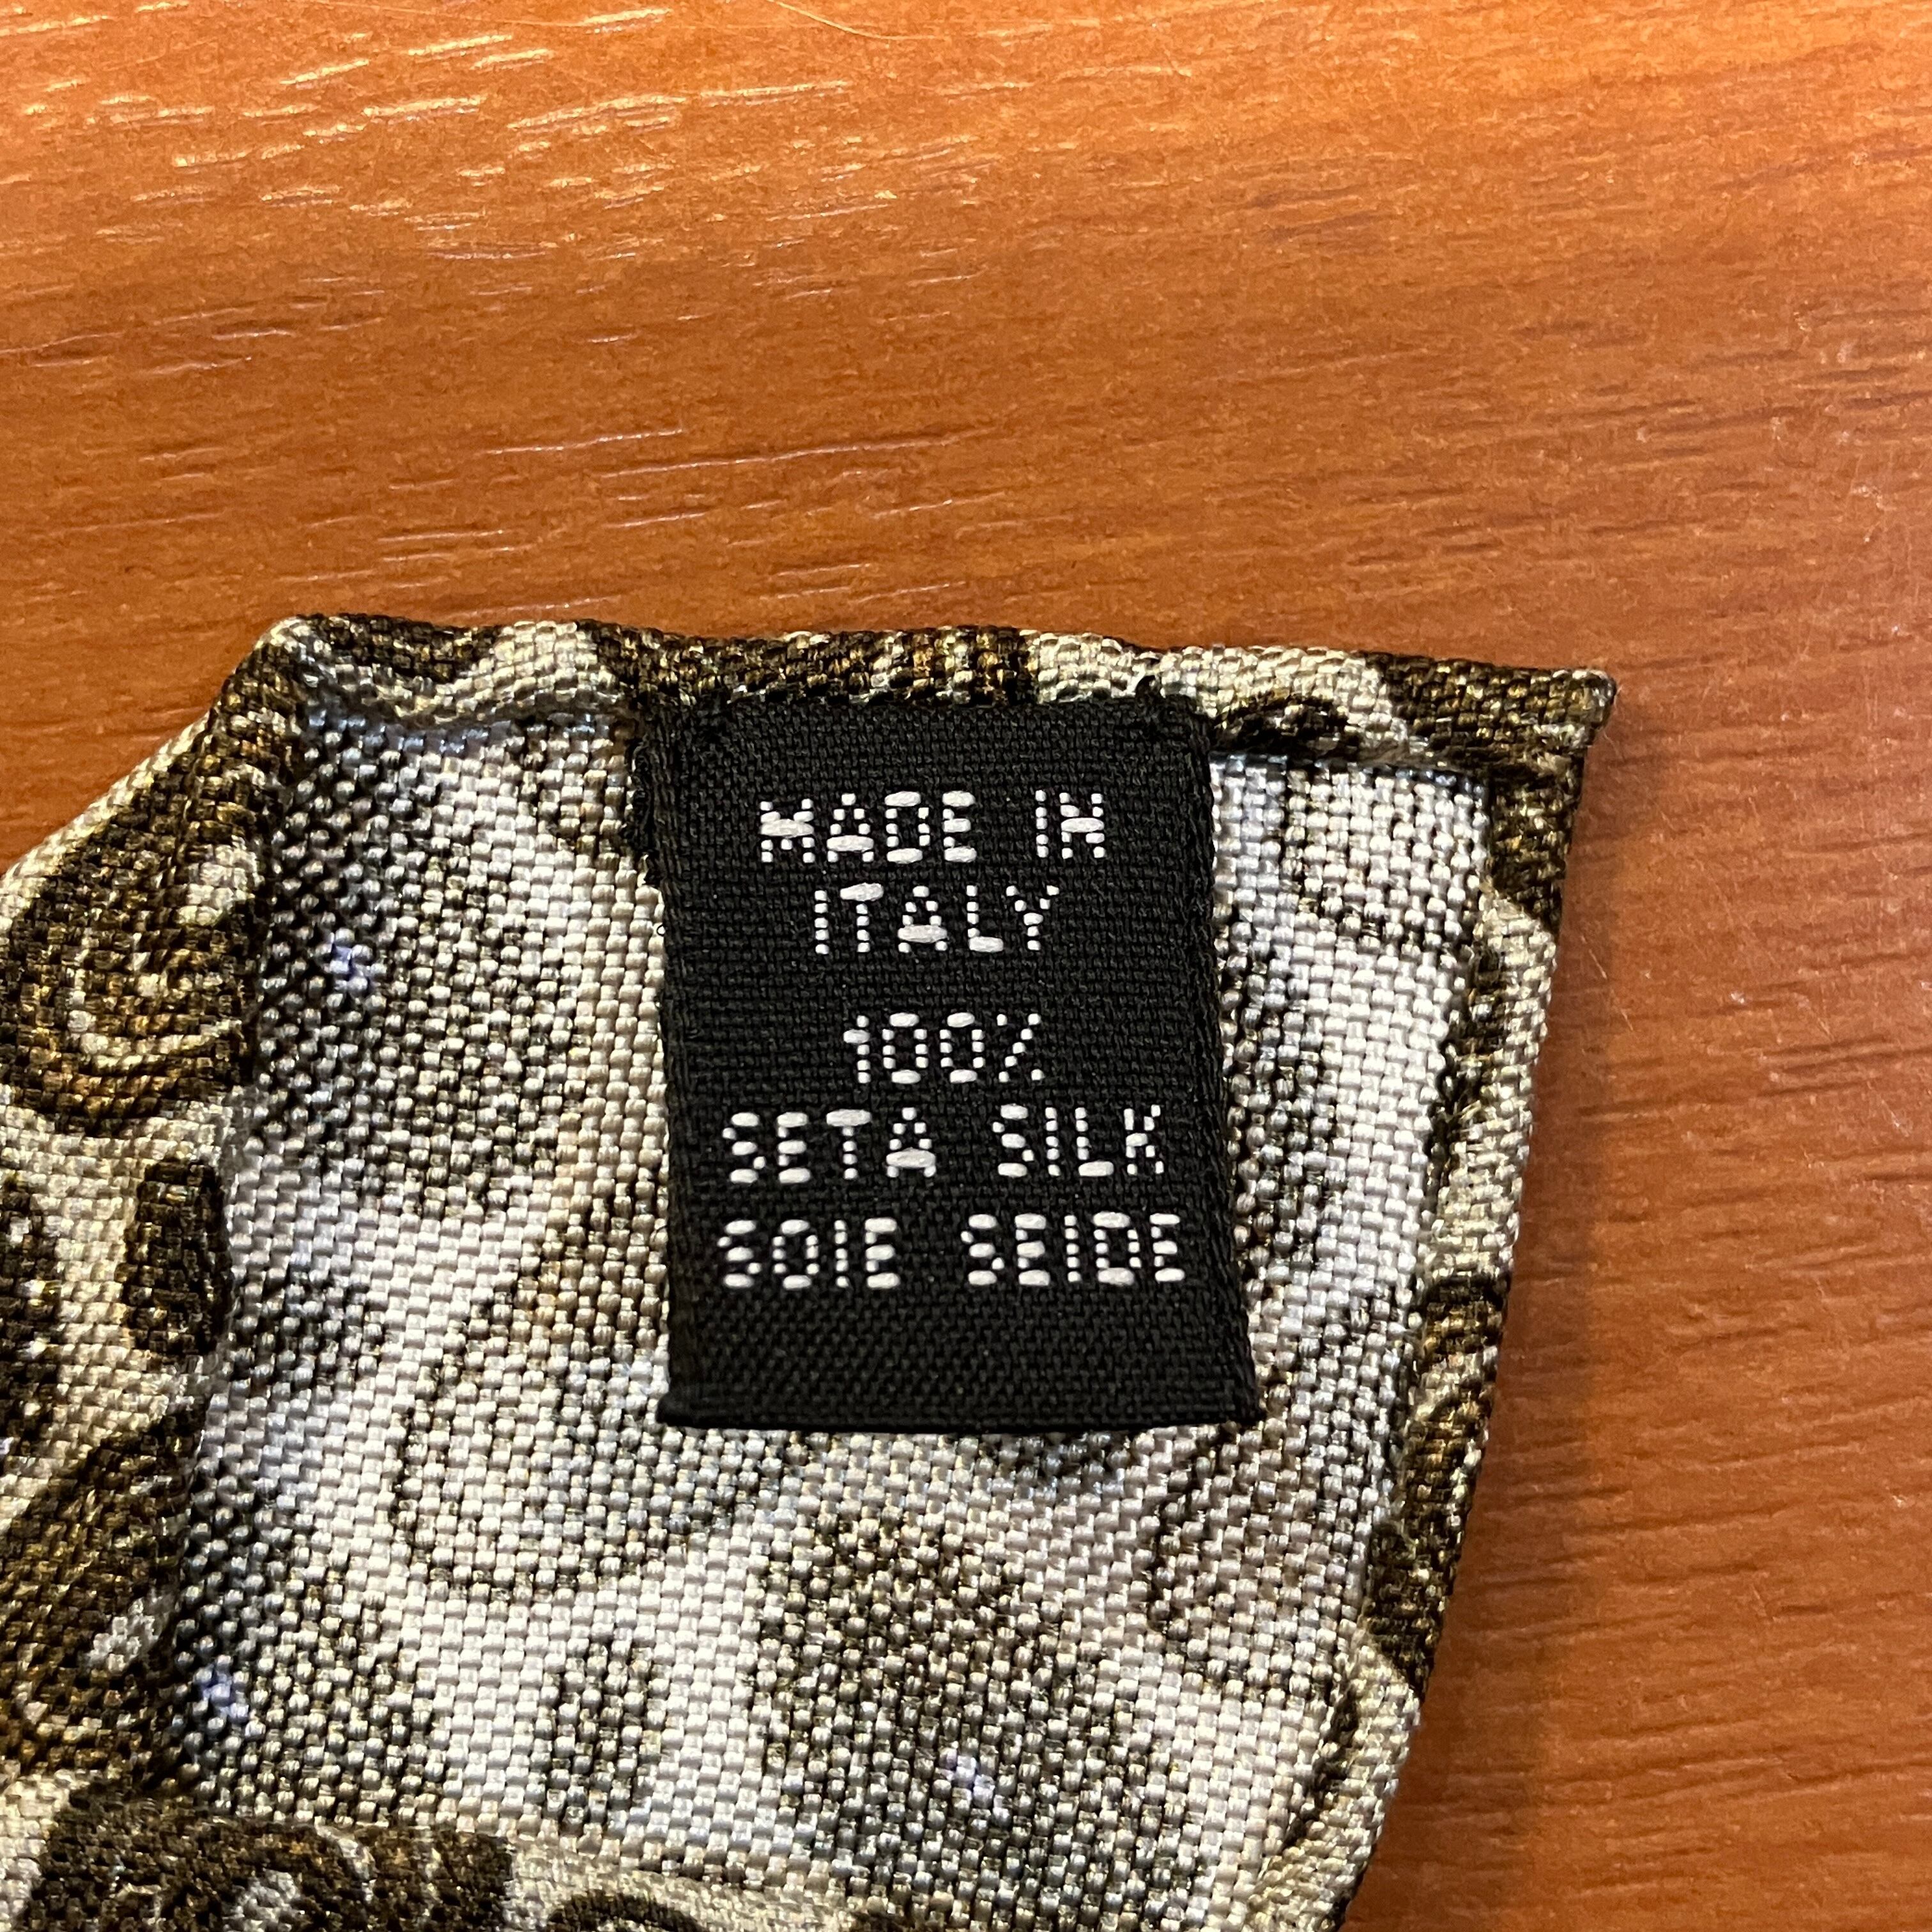 MADE IN
ITALY
100%
SETA SILK
SOIE SEIDE